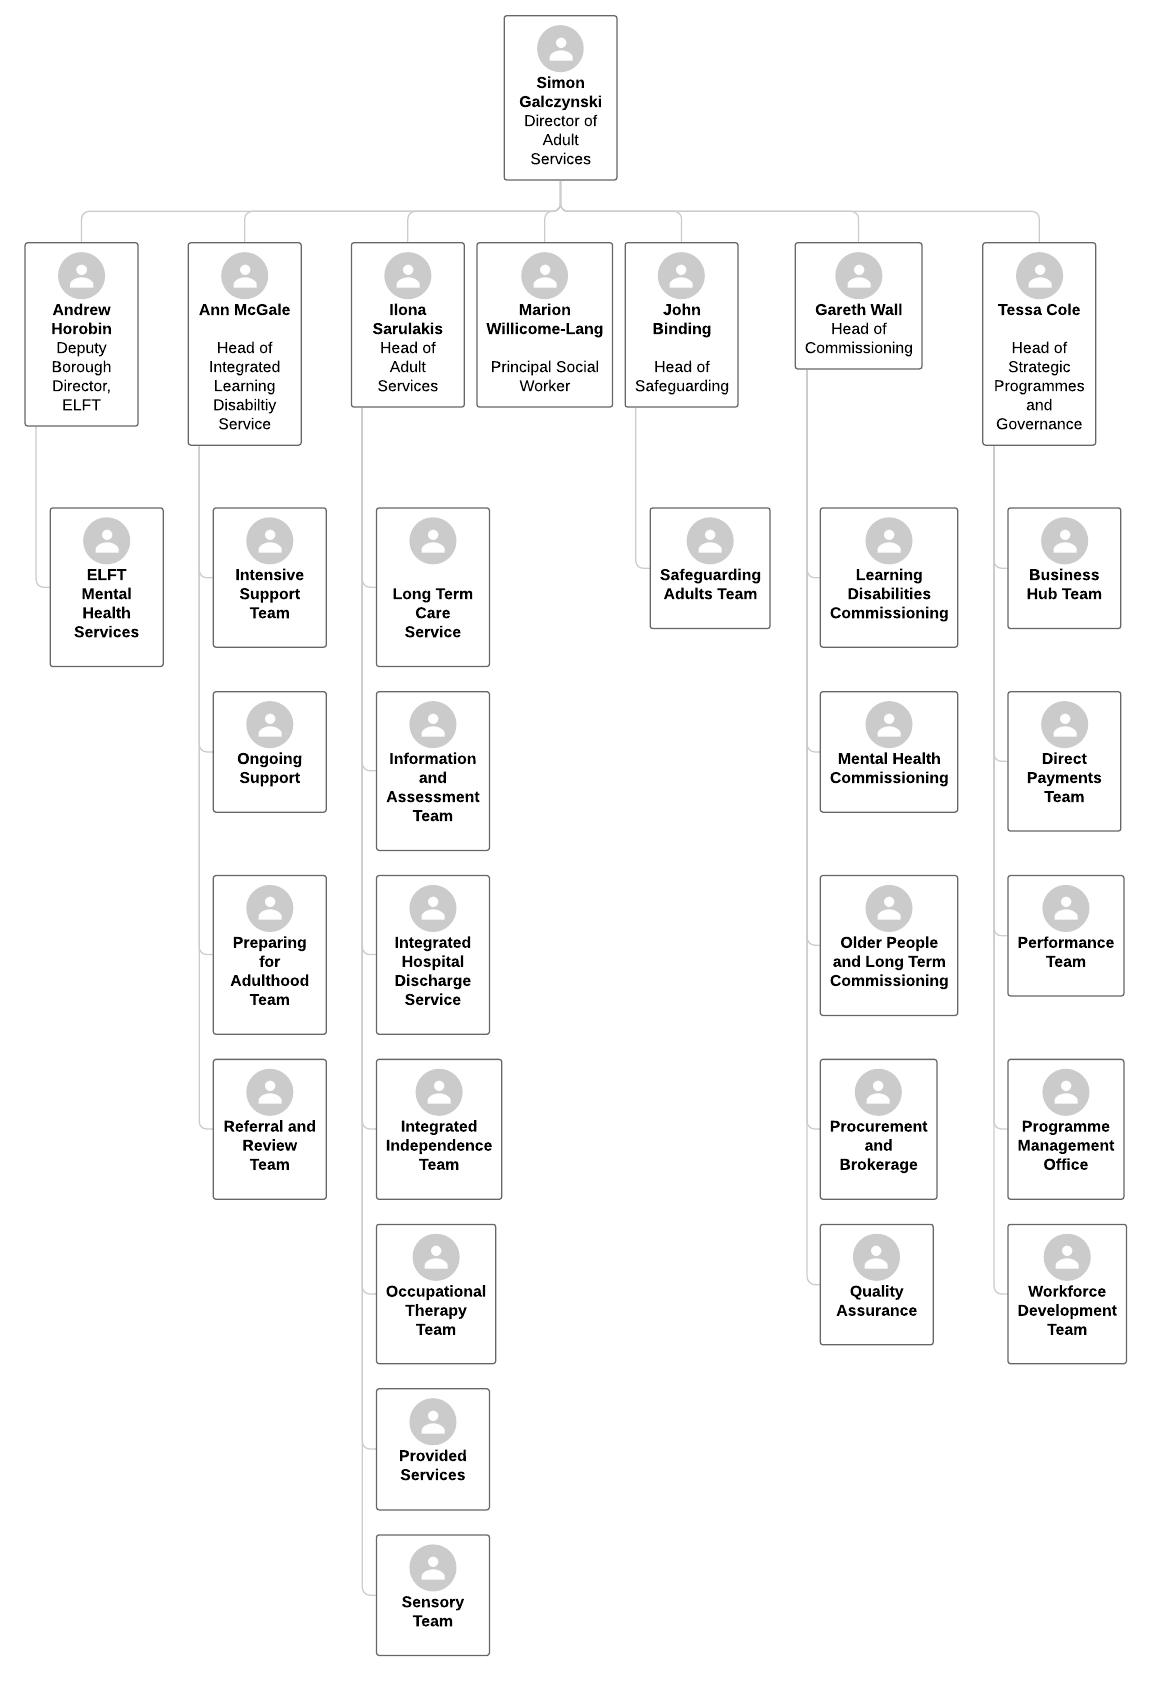 Simon
Galczynski
Director of
Adult
Services
Andrew
Horobin
Deputy
Borough
Director,
ELFT
Ann McGale
Head of
Integrated
Learning
Disabiltiy
Service
Ilona
Sarulakis
Head of
Adult
Services
Marion
Willicome-Lang
Principal Social
Worker
John
Binding
Head of
Safeguarding
Gareth Wall
Head of
Commissioning
Tessa Cole
Head of
Strategic
Programmes
and
Governance
ELFT
Mental
Health
Services
Intensive
Support
Team
Long Term
Care
Service
Safeguarding
Adults Team
Learning
Disabilities
Commissioning
Business
Hub Team
Ongoing
Support
Information
and
Assessment
Team
Mental Health
Commissioning
Direct
Payments
Team
Preparing
for
Adulthood
Team
Integrated
Hospital
Discharge
Service
Older People
and Long Term
Commissioning
Performance
Team
Referral and
Review
Team
Integrated
Independence
Team
Procurement
and
Brokerage
Programme
Management
Office
Occupational
Therapy
Team
Quality
Assurance
Workforce
Development
Team
Provided
Services
Sensory
Team